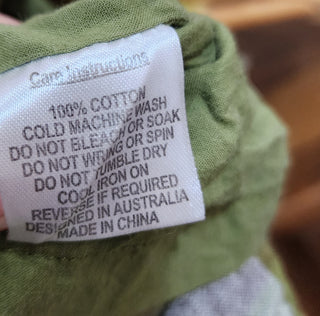 Care Instructions
100% COTTON
COLD MACHINE WASH
DO NOT BLEACH OR SOAK
DO NOT WRING OR SPIN
DO NOT TUMBLE DRY
COOL IRON ON
REVERSE IF REQUIRED
DESIGNED IN AUSTRALIA
MADE IN CHINA